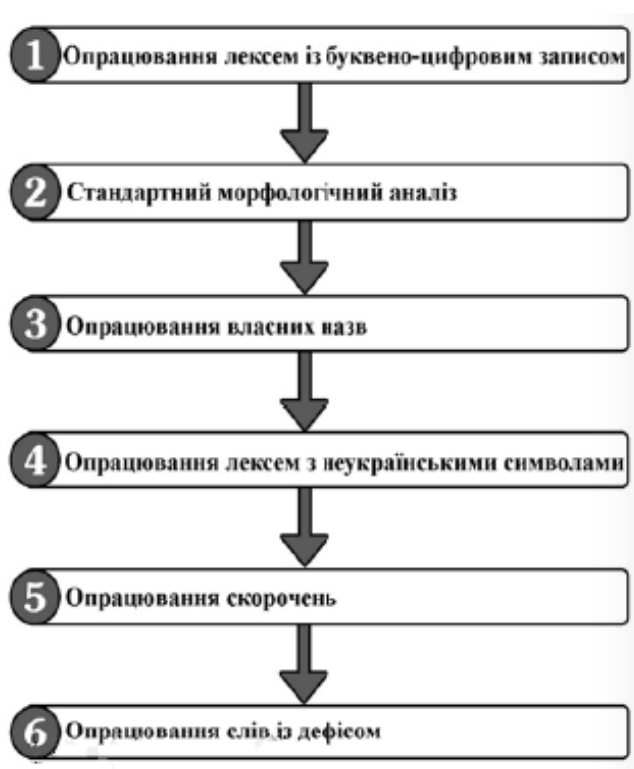 1 Опрацювання лексем із буквено-цифровим записом
2 Стандартний морфологічний аналіз
3 Опрацювання власних назв
4 Опрацювання лексем з неукраїнськими символами
5 Опрацювання скорочень
6 Опрацювання слів із дефісом